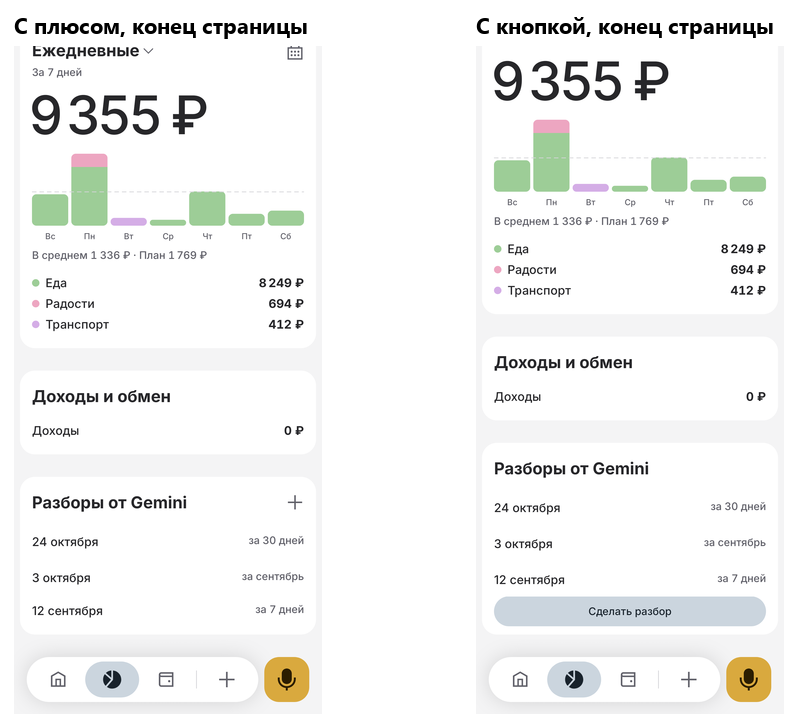 С плюсом, конец страницы
Ежедневные
За 7 дней
9 355 ₽
Вс Пн Вт Ср Чт Пт Сб
В среднем 1 336 ₽ · План 1 769 ₽
Еда 8 249 ₽
Радости 694 ₽
Транспорт 412 ₽
Доходы и обмен
Доходы 0 ₽
Разборы от Gemini
24 октября за 30 дней
3 октября за сентябрь
12 сентября за 7 дней
С кнопкой, конец страницы
9 355 ₽
Вс Пн Вт Ср Чт Пт Сб
В среднем 1 336 ₽ · План 1 769 ₽
Еда 8 249 ₽
Радости 694 ₽
Транспорт 412 ₽
Доходы и обмен
Доходы 0 ₽
Разборы от Gemini
24 октября за 30 дней
3 октября за сентябрь
12 сентября за 7 дней
Сделать разбор